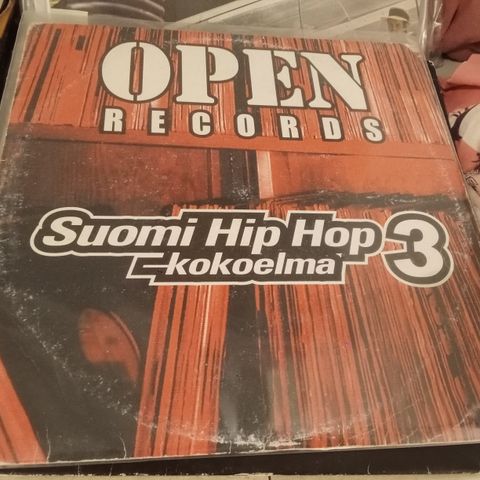 OPEN
RECORDS
Suomi Hip Hop 3
-kokoelma